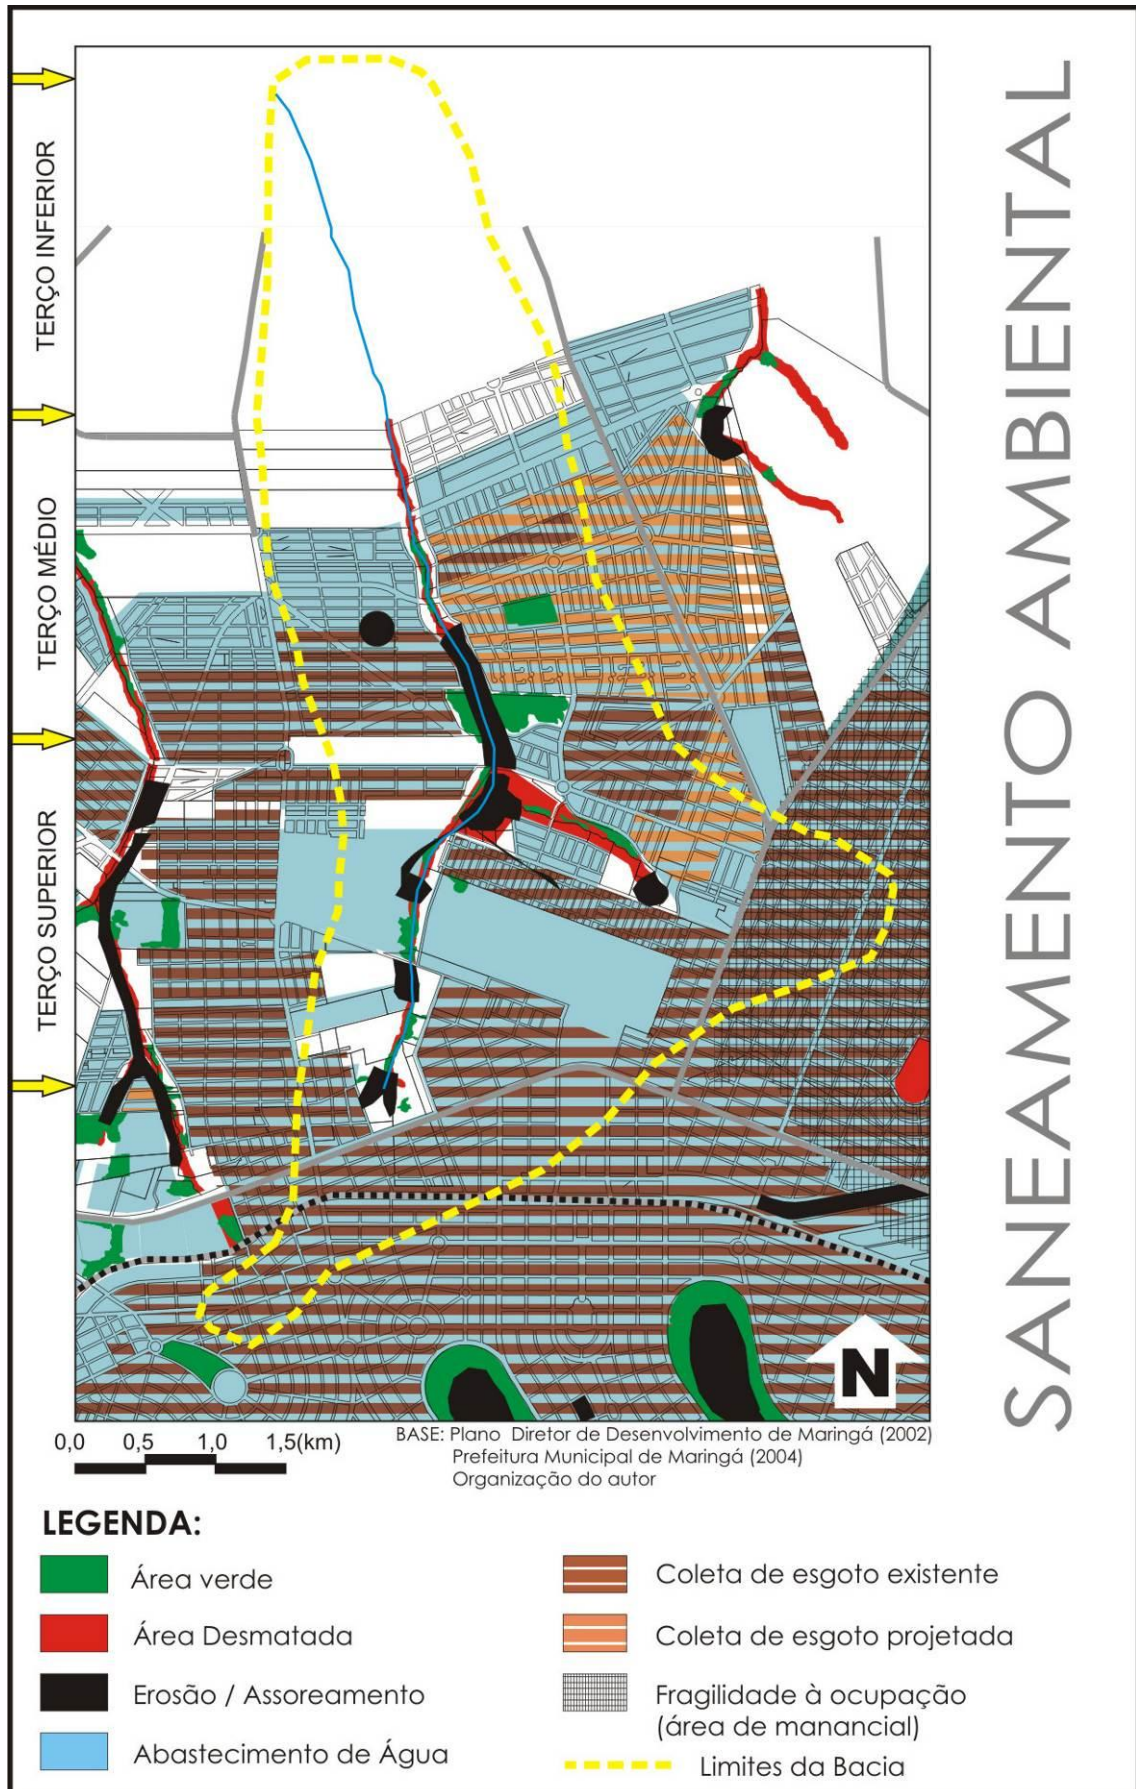 SANEAMENTO AMBIENTAL
TERÇO INFERIOR
TERÇO MÉDIO
TERÇO SUPERIOR
N
0,0 0,5 1,0 1,5(km)
BASE: Plano Diretor de Desenvolvimento de Maringá (2002)
Prefeitura Municipal de Maringá (2004)
Organização do autor
LEGENDA:
Área verde
Área Desmatada
Erosão / Assoreamento
Abastecimento de Água
Coleta de esgoto existente
Coleta de esgoto projetada
Fragilidade à ocupação
(área de manancial)
Limites da Bacia